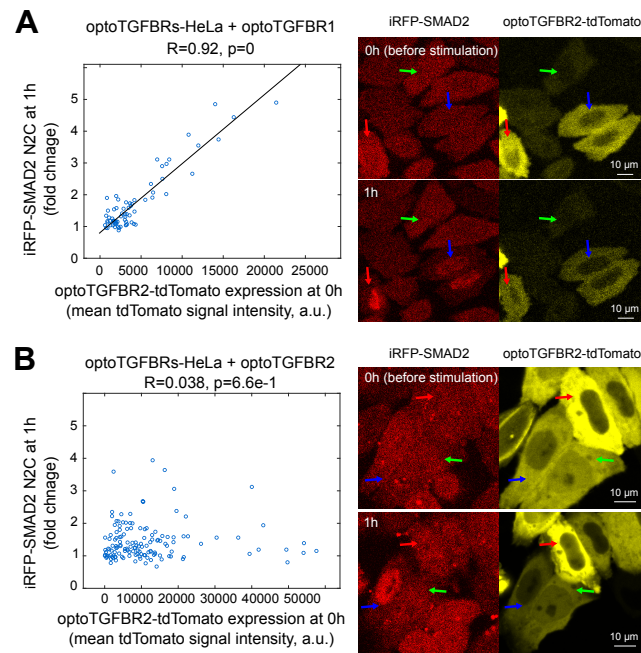 A
optoTGFBRs-HeLa + optoTGFBR1
R=0.92, p=0
iRFP-SMAD2 N2C at 1h
(fold chnage)
6
5
4
3
2
1
0
0 5000 10000 15000 20000 25000
optoTGFBR2-tdTomato expression at 0h
(mean tdTomato signal intensity, a.u.)
iRFP-SMAD2 optoTGFBR2-tdTomato
0h (before stimulation)
10 μm
1h
10 μm
B
optoTGFBRs-HeLa + optoTGFBR2
R=0.038, p=6.6e-1
iRFP-SMAD2 N2C at 1h
(fold chnage)
6
5
4
3
2
1
0
0 10000 20000 30000 40000 50000
optoTGFBR2-tdTomato expression at 0h
(mean tdTomato signal intensity, a.u.)
iRFP-SMAD2 optoTGFBR2-tdTomato
0h (before stimulation)
10 μm
1h
10 μm